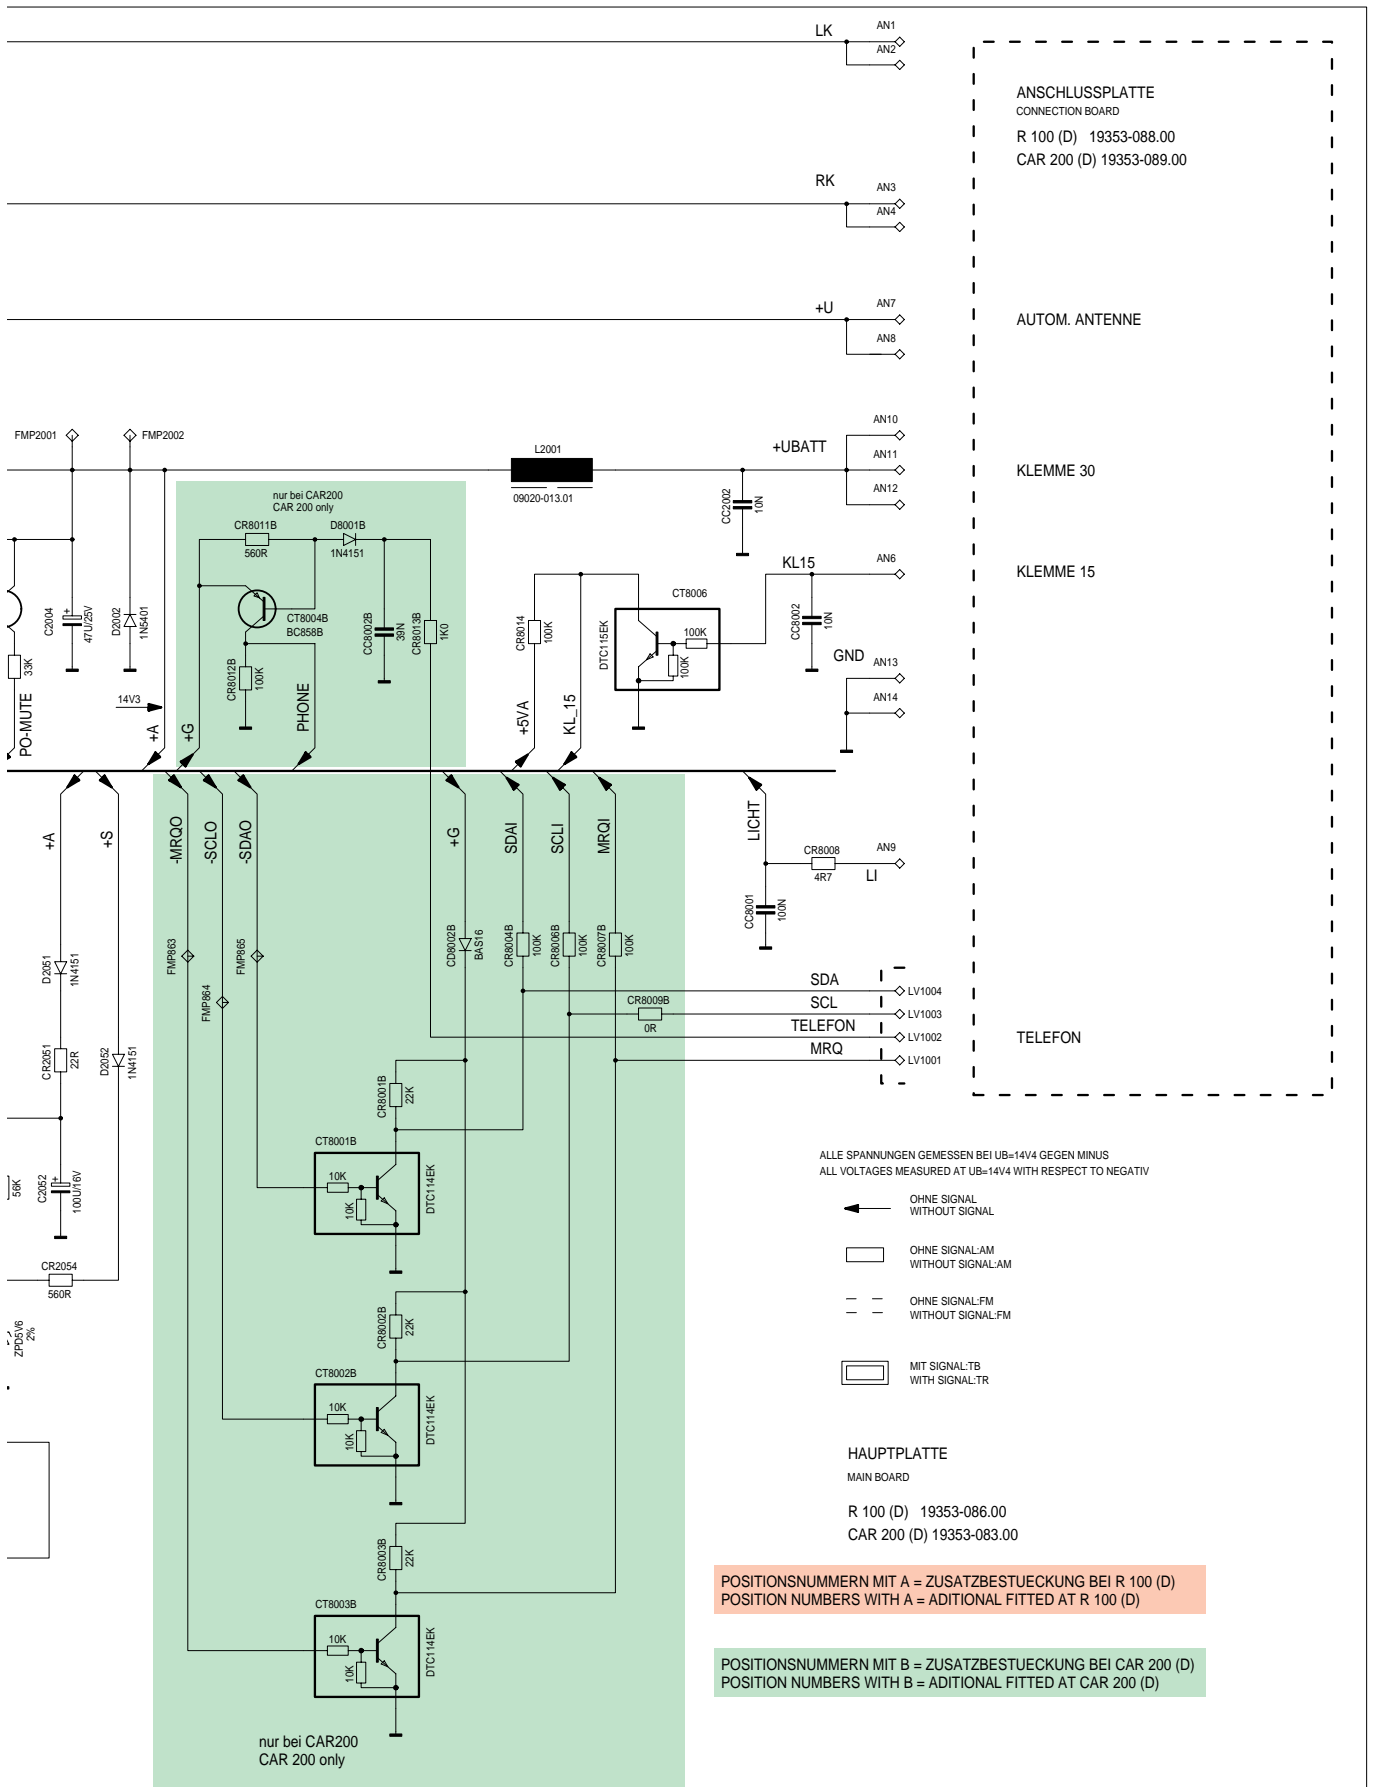 LK
AN1
AN2
ANSCHLUSSPLATTE
CONNECTION BOARD
R 100 (D) 19353-088.00
CAR 200 (D) 19353-089.00
RK
AN3
AN4
+U
AN7
AN8
AUTOM. ANTENNE
FMP2001
FMP2002
L2001
09020-013.01
+UBATT
AN10
AN11
AN12
KLEMME 30
CC2002
10N
nur bei CAR200
CAR 200 only
CR8011B
560R
D8001B
1N4151
CT8004B
BC858B
CC8002B
39N
CR8013B
1K0
CR8012B
100K
C2004
+
47U/25V
D2002
1N5401
33K
PO-MUTE
14V3
+A
+G
PHONE
CR8014
100K
+5VA
KL_15
DTC115EK
CT8006
100K
100K
KL15
CC8002
10N
AN6
KLEMME 15
GND
AN13
AN14
+A
+S
-MRQO
-SCLO
-SDAO
+G
SDAI
SCLI
MRQI
LICHT
CR8008
4R7
LI
AN9
CC8001
100N
D2051
1N4151
FMP863
FMP864
FMP865
CD8002B
BAS16
CR8004B
100K
CR8006B
100K
CR8007B
100K
CR8009B
0R
SDA
SCL
TELEFON
MRQ
LV1004
LV1003
LV1002
LV1001
TELEFON
CR2051
22R
D2052
1N4151
CR8001B
22K
CT8001B
10K
10K
DTC114EK
56K
C2052
+
100U/16V
CR2054
560R
ZPD5V6
2%
CR8002B
22K
CT8002B
10K
10K
DTC114EK
CR8003B
22K
CT8003B
10K
10K
DTC114EK
nur bei CAR200
CAR 200 only
ALLE SPANNUNGEN GEMESSEN BEI UB=14V4 GEGEN MINUS
ALL VOLTAGES MEASURED AT UB=14V4 WITH RESPECT TO NEGATIV
OHNE SIGNAL
WITHOUT SIGNAL
OHNE SIGNAL:AM
WITHOUT SIGNAL:AM
OHNE SIGNAL:FM
WITHOUT SIGNAL:FM
MIT SIGNAL:TB
WITH SIGNAL:TR
HAUPTPLATTE
MAIN BOARD
R 100 (D) 19353-086.00
CAR 200 (D) 19353-083.00
POSITIONSNUMMERN MIT A = ZUSATZBESTUECKUNG BEI R 100 (D)
POSITION NUMBERS WITH A = ADITIONAL FITTED AT R 100 (D)
POSITIONSNUMMERN MIT B = ZUSATZBESTUECKUNG BEI CAR 200 (D)
POSITION NUMBERS WITH B = ADITIONAL FITTED AT CAR 200 (D)